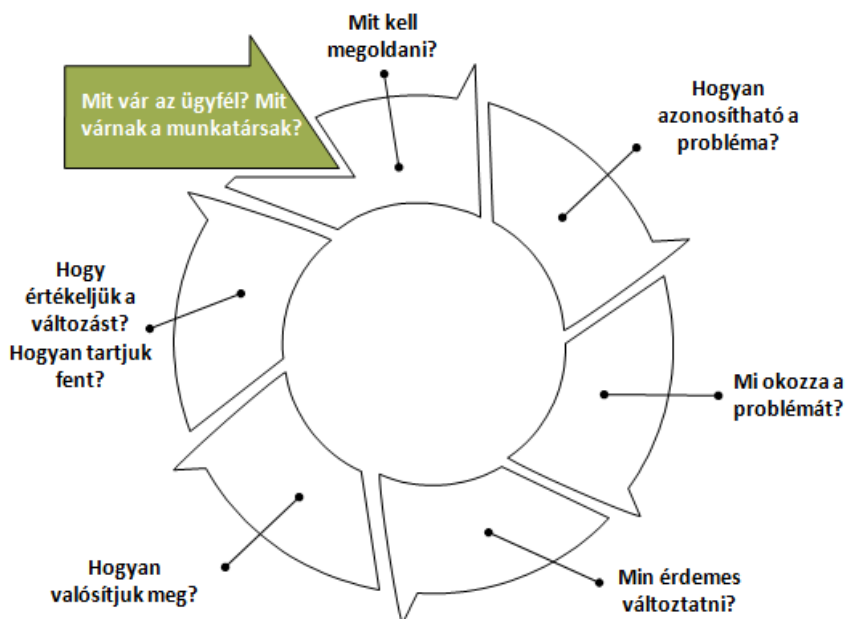 Mit vár az ügyfél? Mit
várnak a munkatársak?
Mit kell
megoldani?
Hogyan
azonosítható a
probléma?
Mi okozza a
problémát?
Min érdemes
változtatni?
Hogyan
valósítjuk meg?
Hogy
értékeljük a
változást?
Hogyan tartjuk
fent?